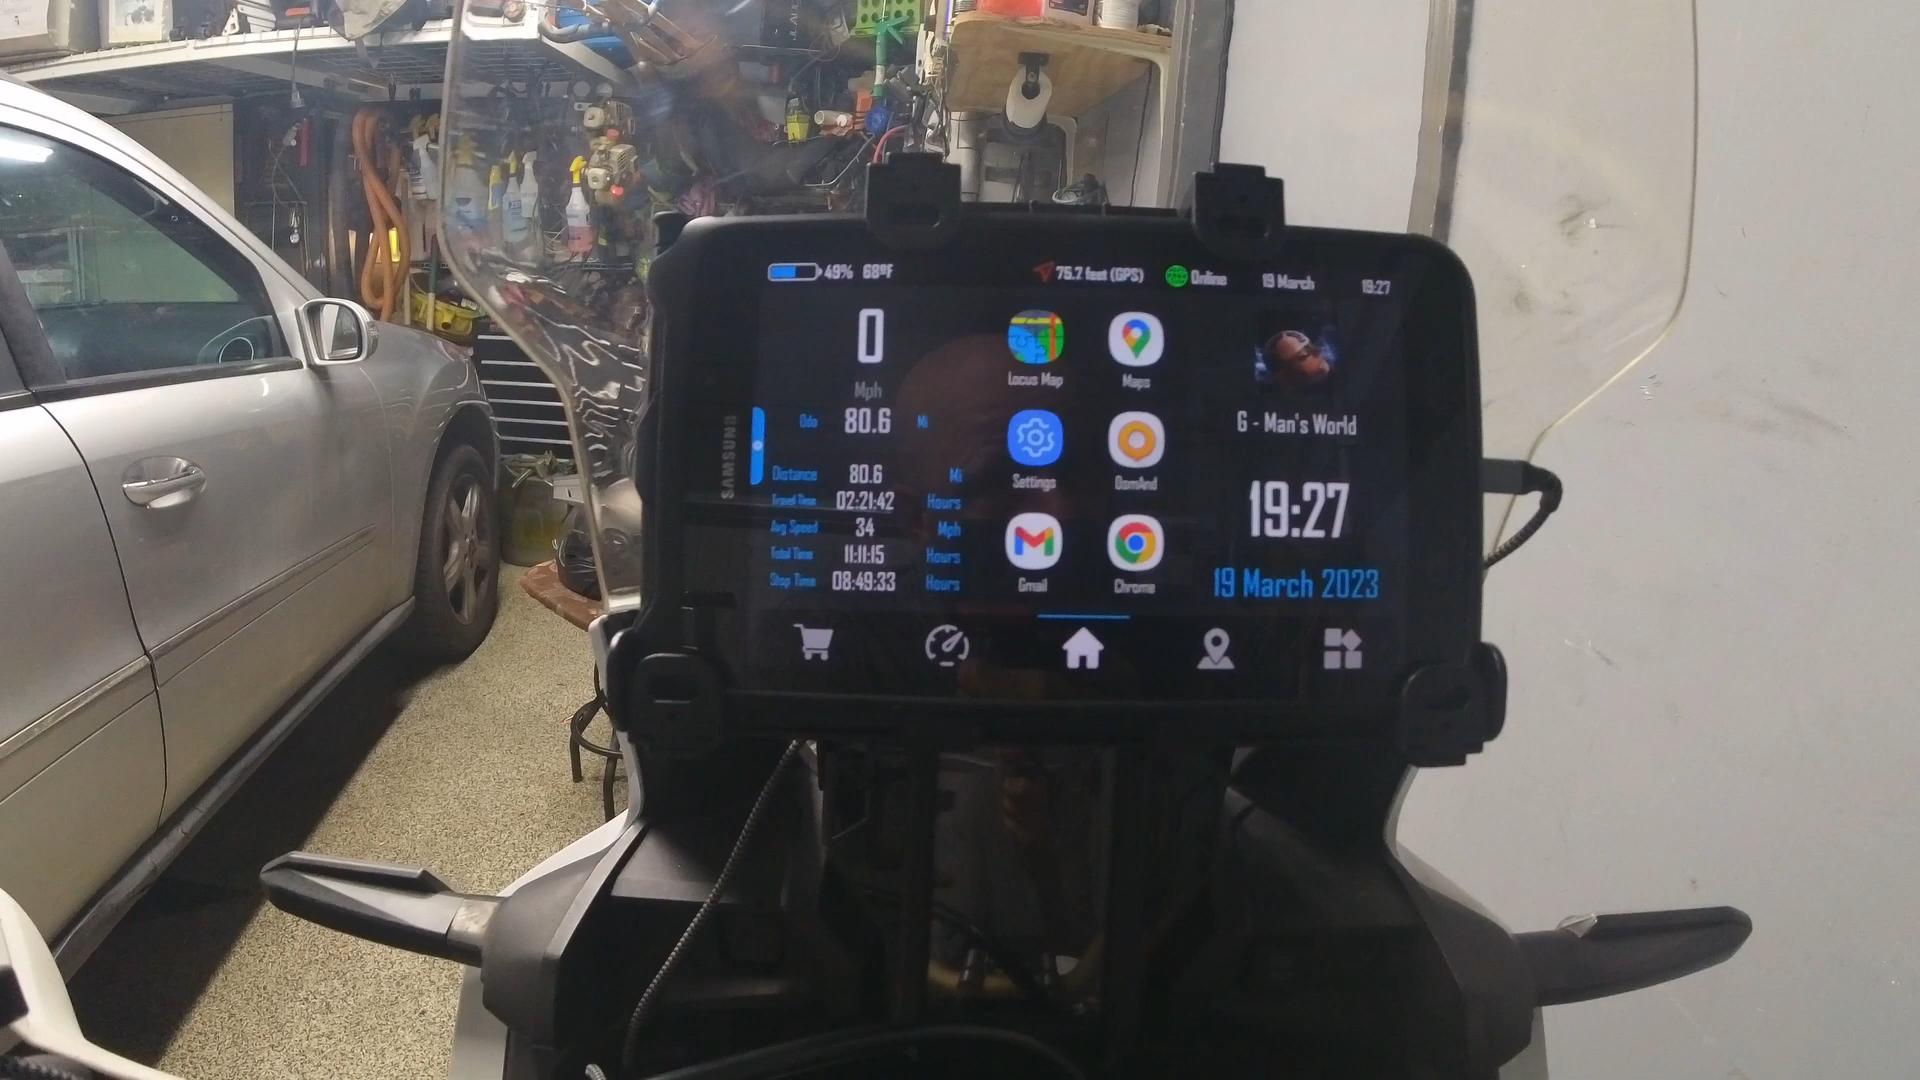 49% 68ºF
75.2 feet (GPS)
Online
19 March
19:27
0
Mph
Odo 80.6 Mi
Distance 80.6 Mi
Travel Time 02:21:42 Hours
Avg Speed 34 Mph
Total Time 11:11:15 Hours
Stop Time 08:49:33 Hours
SAMSUNG
Locus Map
Maps
Settings
OsmAnd
Gmail
Chrome
G - Man's World
19:27
19 March 2023